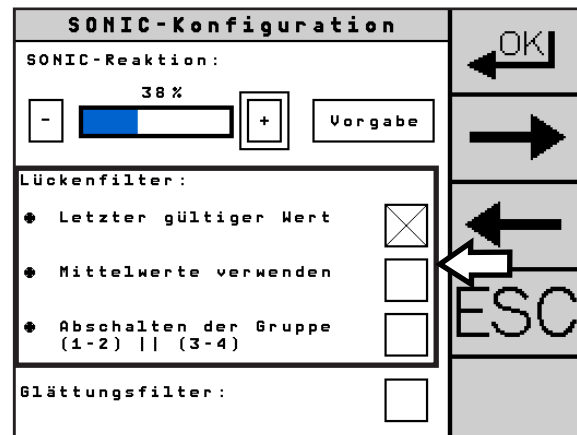 SONIC-Konfiguration
OK
SONIC-Reaktion:
38%
- + Vorgabe
Lückenfilter:
Letzter gültiger Wert
Mittelwerte verwenden
ESC
Abschalten der Gruppe
(1-2) || (3-4)
Glättungsfilter: